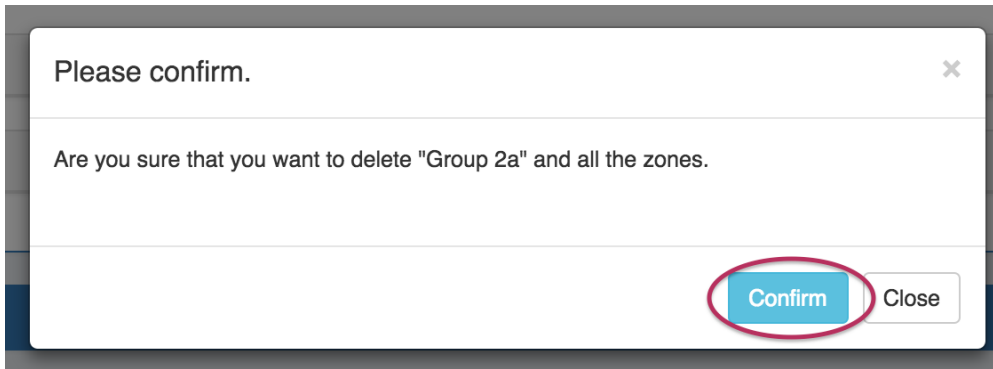 Please confirm.
×
Are you sure that you want to delete "Group 2a" and all the zones.
Confirm
Close